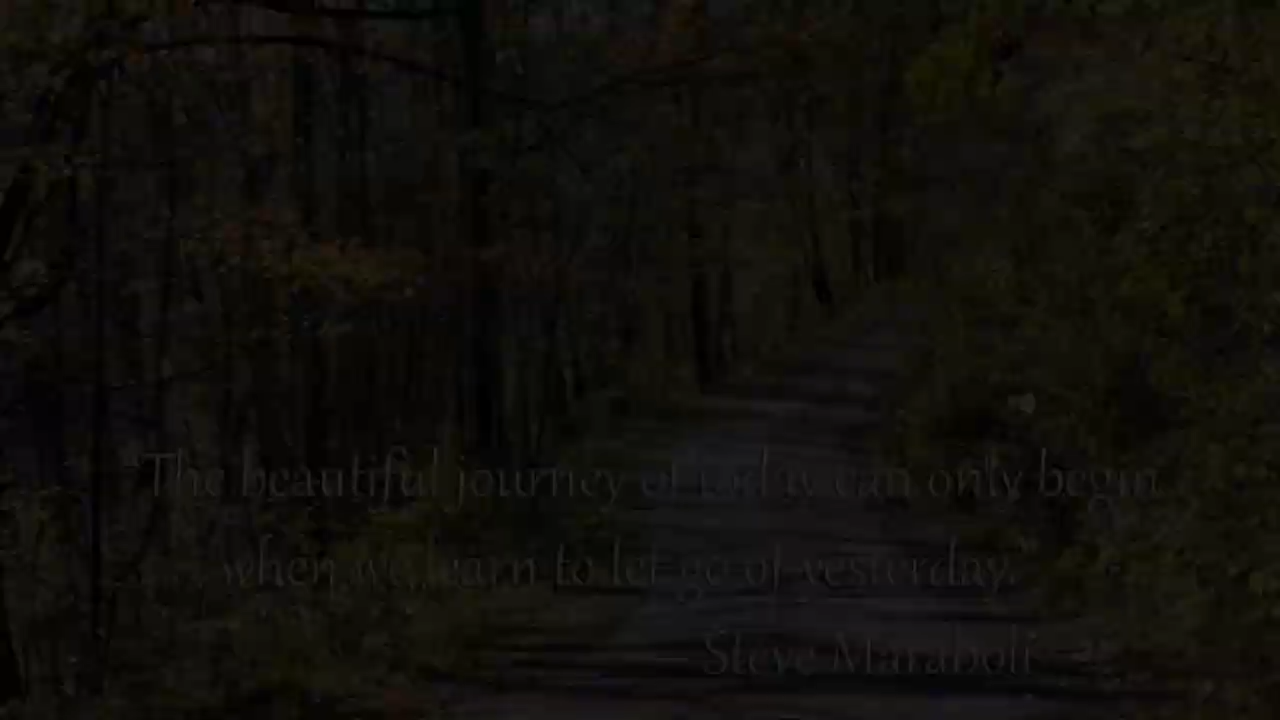 The beautiful journey of today can only begin
when we learn to let go of yesterday.”
— Steve Maraboli